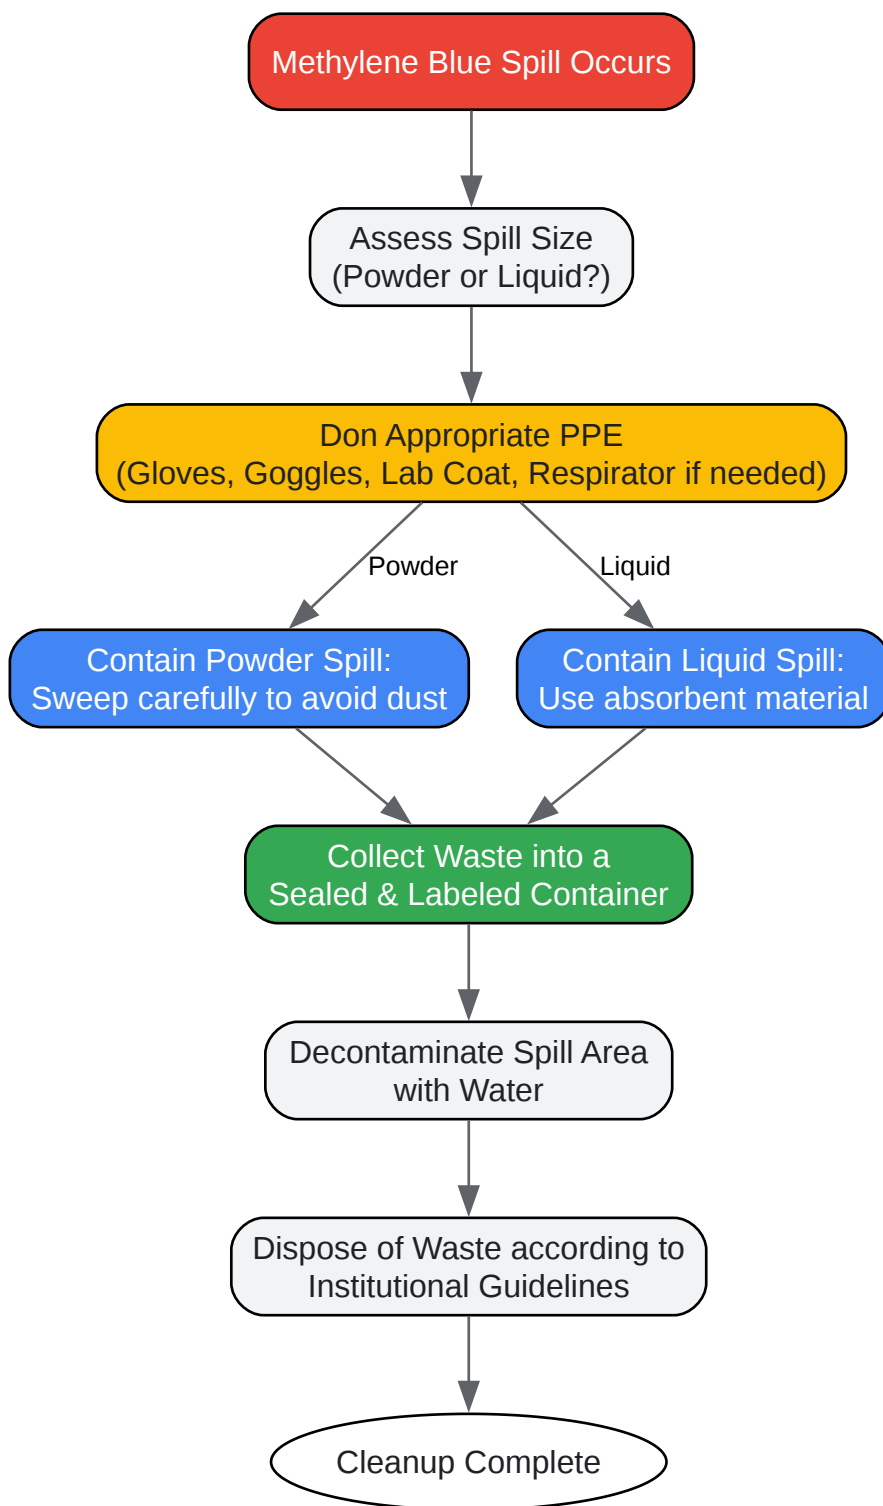 Methylene Blue Spill Occurs
Assess Spill Size
(Powder or Liquid?)
Don Appropriate PPE
(Gloves, Goggles, Lab Coat, Respirator if needed)
Powder
Liquid
Contain Powder Spill:
Sweep carefully to avoid dust
Contain Liquid Spill:
Use absorbent material
Collect Waste into a
Sealed & Labeled Container
Decontaminate Spill Area
with Water
Dispose of Waste according to
Institutional Guidelines
Cleanup Complete